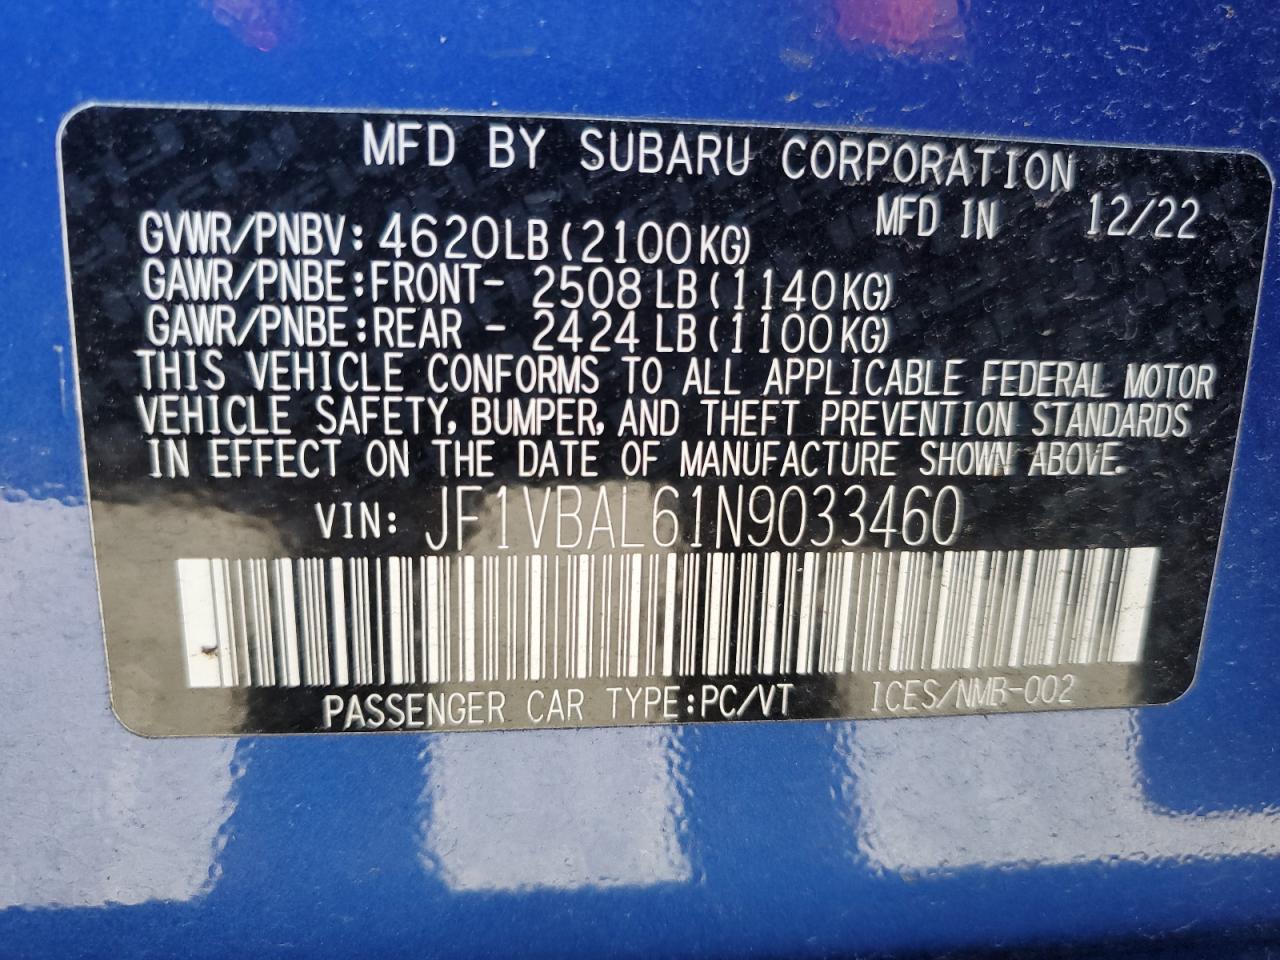 MFD BY SUBARU CORPORATION
MFD IN 12/22
GVWR/PNBV: 4620LB (2100KG)
GAWR/PNBE: FRONT- 2508 LB (1140KG)
GAWR/PNBE: REAR - 2424 LB (1100KG)
THIS VEHICLE CONFORMS TO ALL APPLICABLE FEDERAL MOTOR
VEHICLE SAFETY, BUMPER, AND THEFT PREVENTION STANDARDS
IN EFFECT ON THE DATE OF MANUFACTURE SHOWN ABOVE.
VIN: JF1VBAL61N9033460
PASSENGER CAR TYPE:PC/VT ICES/NMB-002